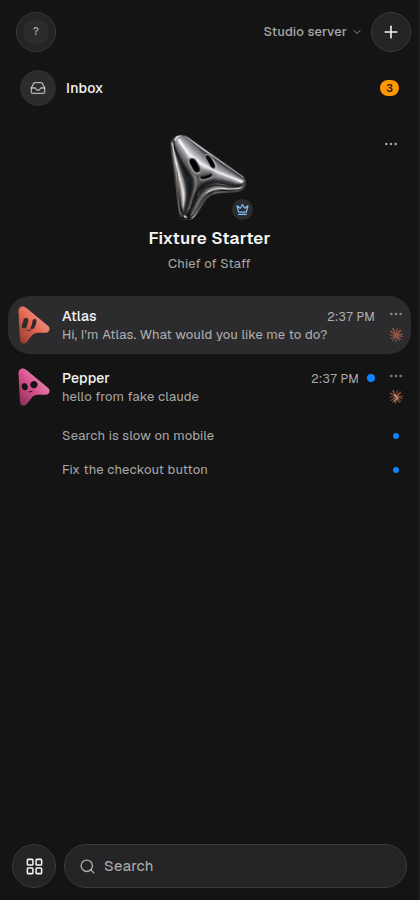 ?
Studio server
Inbox
3
Fixture Starter
Chief of Staff
Atlas
2:37 PM
Hi, I'm Atlas. What would you like me to do?
Pepper
2:37 PM
hello from fake claude
Search is slow on mobile
Fix the checkout button
Search